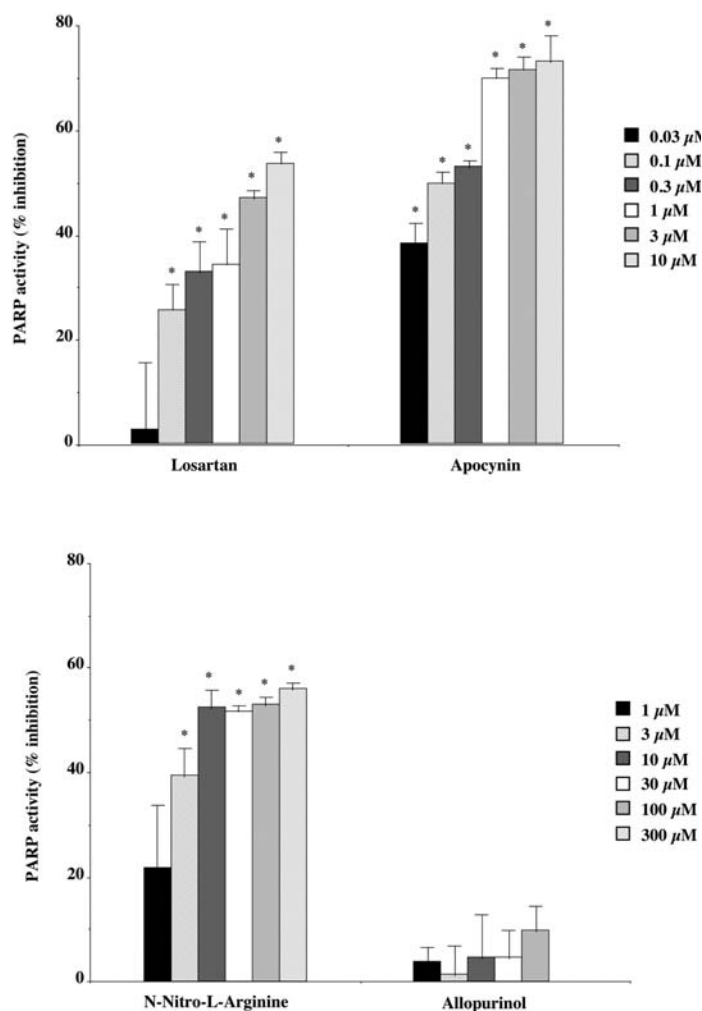 80
60
40
20
0
PARP activity (% inhibition)
*
*
*
*
*
*
*
*
*
*
*
Losartan
Apocynin
0.03 µM
0.1 µM
0.3 µM
1 µM
3 µM
10 µM
80
60
40
20
0
PARP activity (% inhibition)
*
*
*
*
*
N-Nitro-L-Arginine
Allopurinol
1 µM
3 µM
10 µM
30 µM
100 µM
300 µM